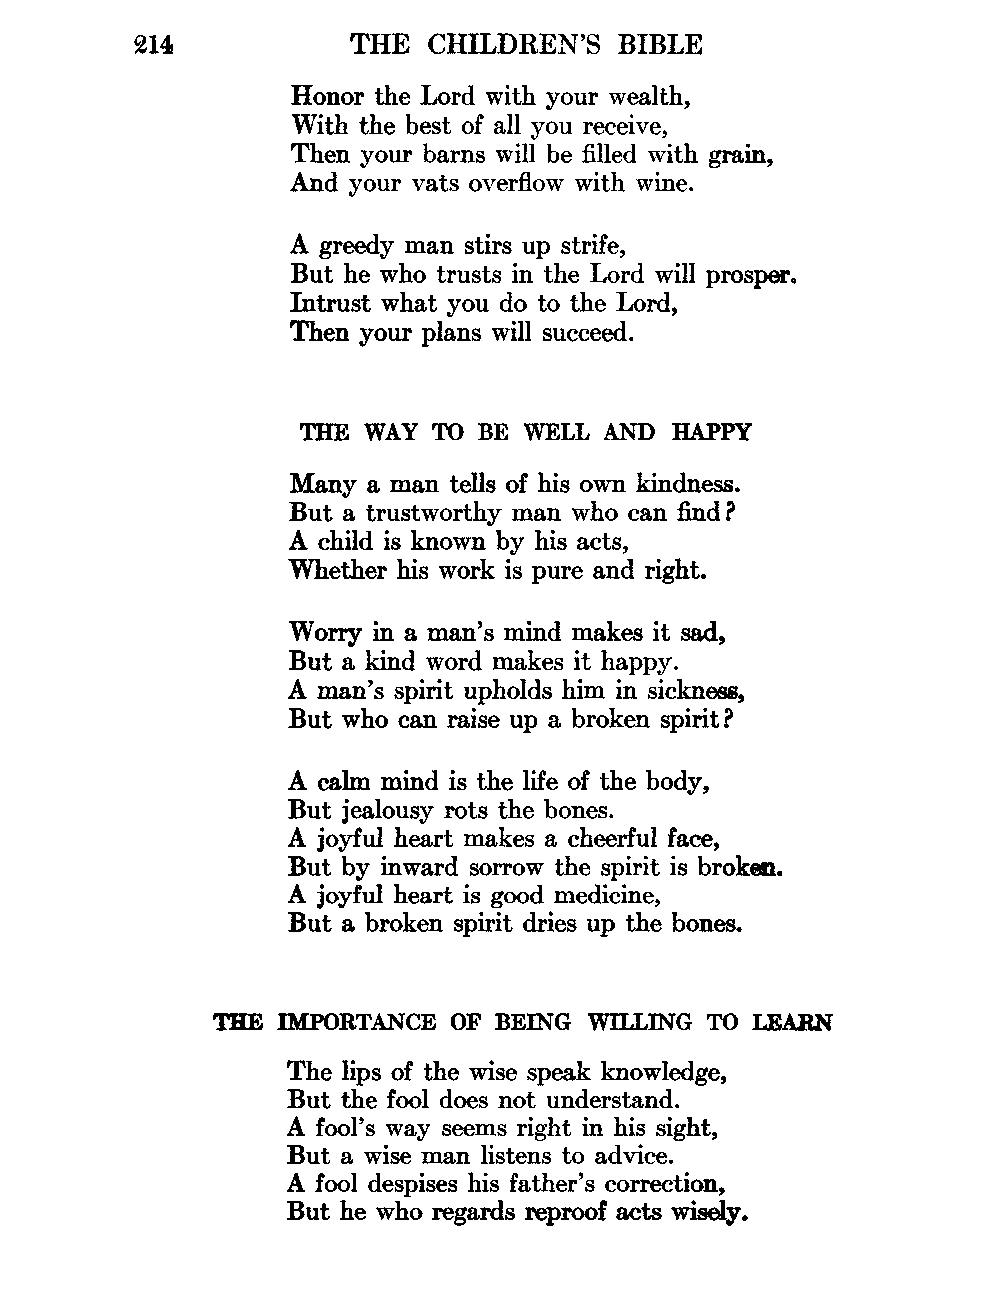 214 THE CHILDREN'S BIBLE
Honor the Lord with your wealth,
With the best of all you receive,
Then your barns will be filled with grain,
And your vats overflow with wine.
A greedy man stirs up strife,
But he who trusts in the Lord will prosper.
Intrust what you do to the Lord,
Then your plans will succeed.
THE WAY TO BE WELL AND HAPPY
Many a man tells of his own kindness.
But a trustworthy man who can find?
A child is known by his acts,
Whether his work is pure and right.
Worry in a man's mind makes it sad,
But a kind word makes it happy.
A man's spirit upholds him in sickness,
But who can raise up a broken spirit?
A calm mind is the life of the body,
But jealousy rots the bones.
A joyful heart makes a cheerful face,
But by inward sorrow the spirit is broken.
A joyful heart is good medicine,
But a broken spirit dries up the bones.
THE IMPORTANCE OF BEING WILLING TO LEARN
The lips of the wise speak knowledge,
But the fool does not understand.
A fool's way seems right in his sight,
But a wise man listens to advice.
A fool despises his father's correction,
But he who regards reproof acts wisely.